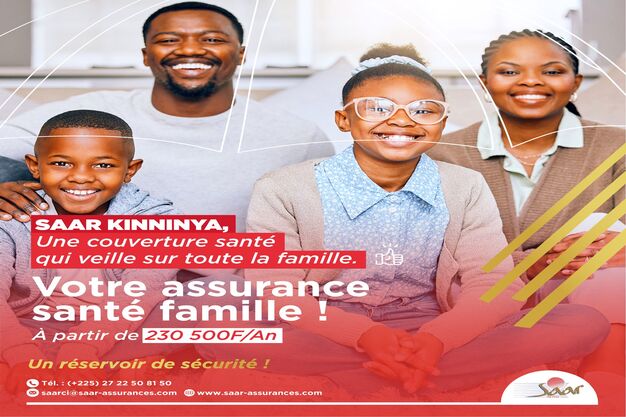 SAAR KINNINYA,
Une couverture santé
qui veille sur toute la famille.
Votre assurance
santé famille !
À partir de 230 500F/An
Un réservoir de sécurité !
Tél. : (+225) 27 22 50 81 50
saarci@saar-assurances.com www.saar-assurances.com
Saar